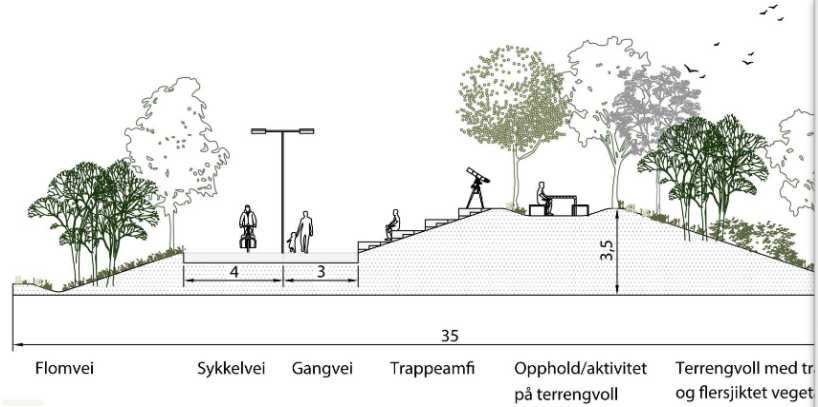 3,5
4
3
35
Flomvei
Sykkelvei
Gangvei
Trappeamfi
Opphold/aktivitet
på terrengvoll
Terrengvoll med
og flersjiktet